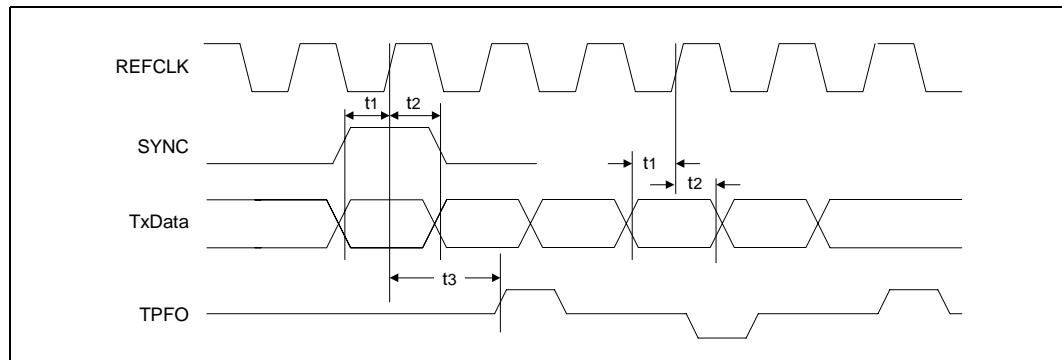 REFCLK
t1 t2
SYNC
t1
t2
TxData
t3
TPFO